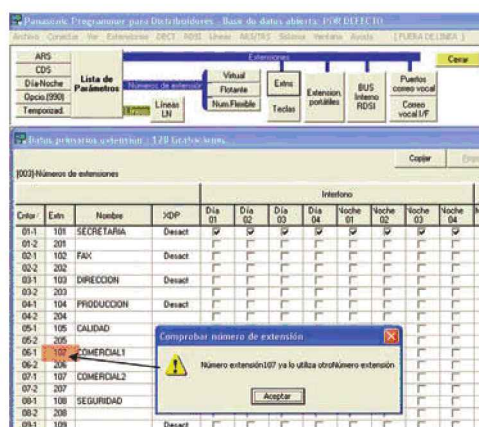 Panasonic Programmer para Distribuidores - Base de datos abierta: POR DEFECTO
Archivo Conectar Ver Extensiones DECT RDSI Líneas ARS/TRS Sistema Ventana Ayuda [FUERA DE LINEA]
ARS
CDS
Día-Noche
Opcio.(990)
Temporizad.
Lista de Parámetros
Extensiones
Números de extensión
Líneas LN
Virtual
Flotante
Num.Flexible
Extns
Teclas
Extension. portátiles
BUS Interno RDSI
Puertos correo vocal
Correo vocal I/F
Cerrar
Datos primarios extensión : 120
Copiar
[003]-Números de extensiones
Interfono
Extn Nombre XDP Día 01 Día 02 Día 03 Día 04 Noche 01 Noche 02 Noche 03 Noche 04
01-1 101 SECRETARIA Desact
01-2 201
02-1 102 FAX Desact
02-2 202
03-1 103 DIRECCION Desact
03-2 203
04-1 104 PRODUCCION Desact
04-2 204
05-1 105 CALIDAD
05-2 205
06-1 107 COMERCIAL1
06-2 206
07-1 107 COMERCIAL2
07-2 207
08-1 108 SEGURIDAD
08-2 208
09-1 109 Desact
Comprobar número de extensión
Número extensión107 ya lo utiliza otroNúmero extensión
Aceptar